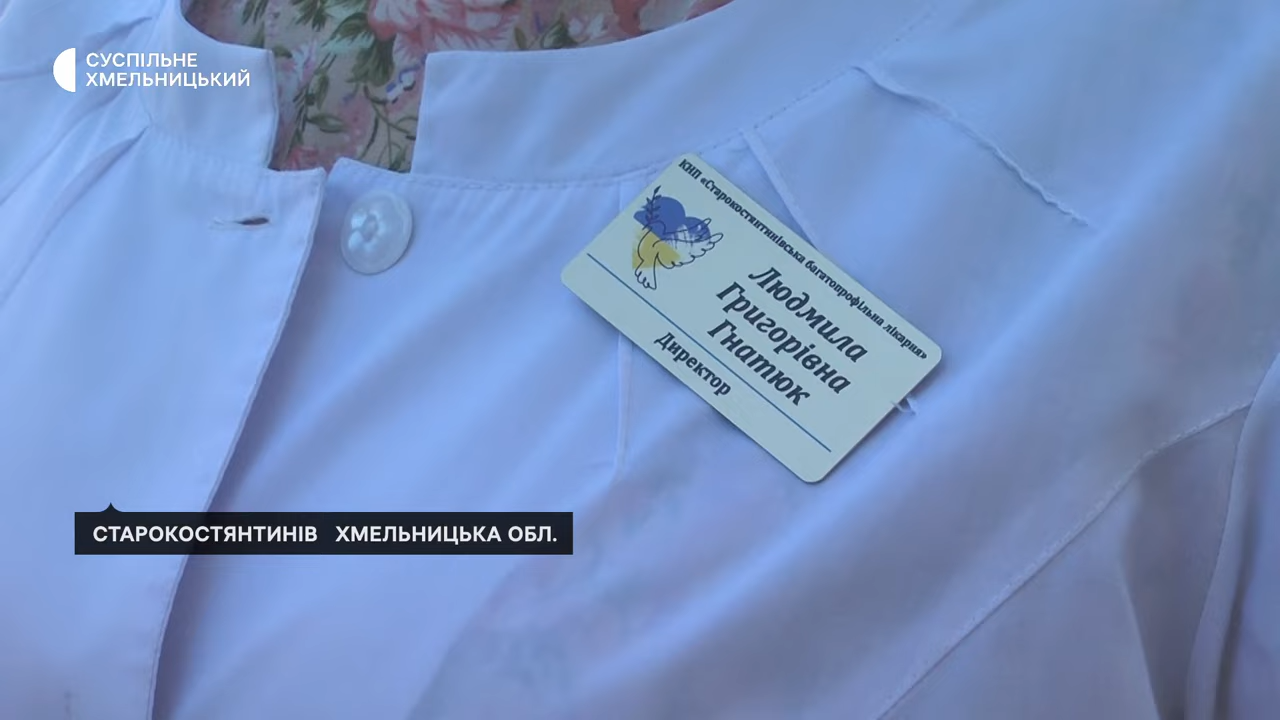 СУСПІЛЬНЕ
ХМЕЛЬНИЦЬКИЙ
КНП «Старокостянтинівська багатопрофільна лікарня»
Людмила
Григорівна
Гнатюк
Директор
СТАРОКОСТЯНТИНІВ ХМЕЛЬНИЦЬКА ОБЛ.